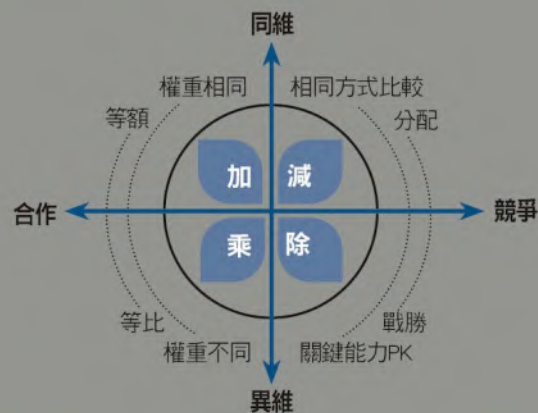 同維
權重相同
相同方式比較
等額
分配
加
減
合作
競爭
乘
除
等比
戰勝
權重不同
關鍵能力PK
異維